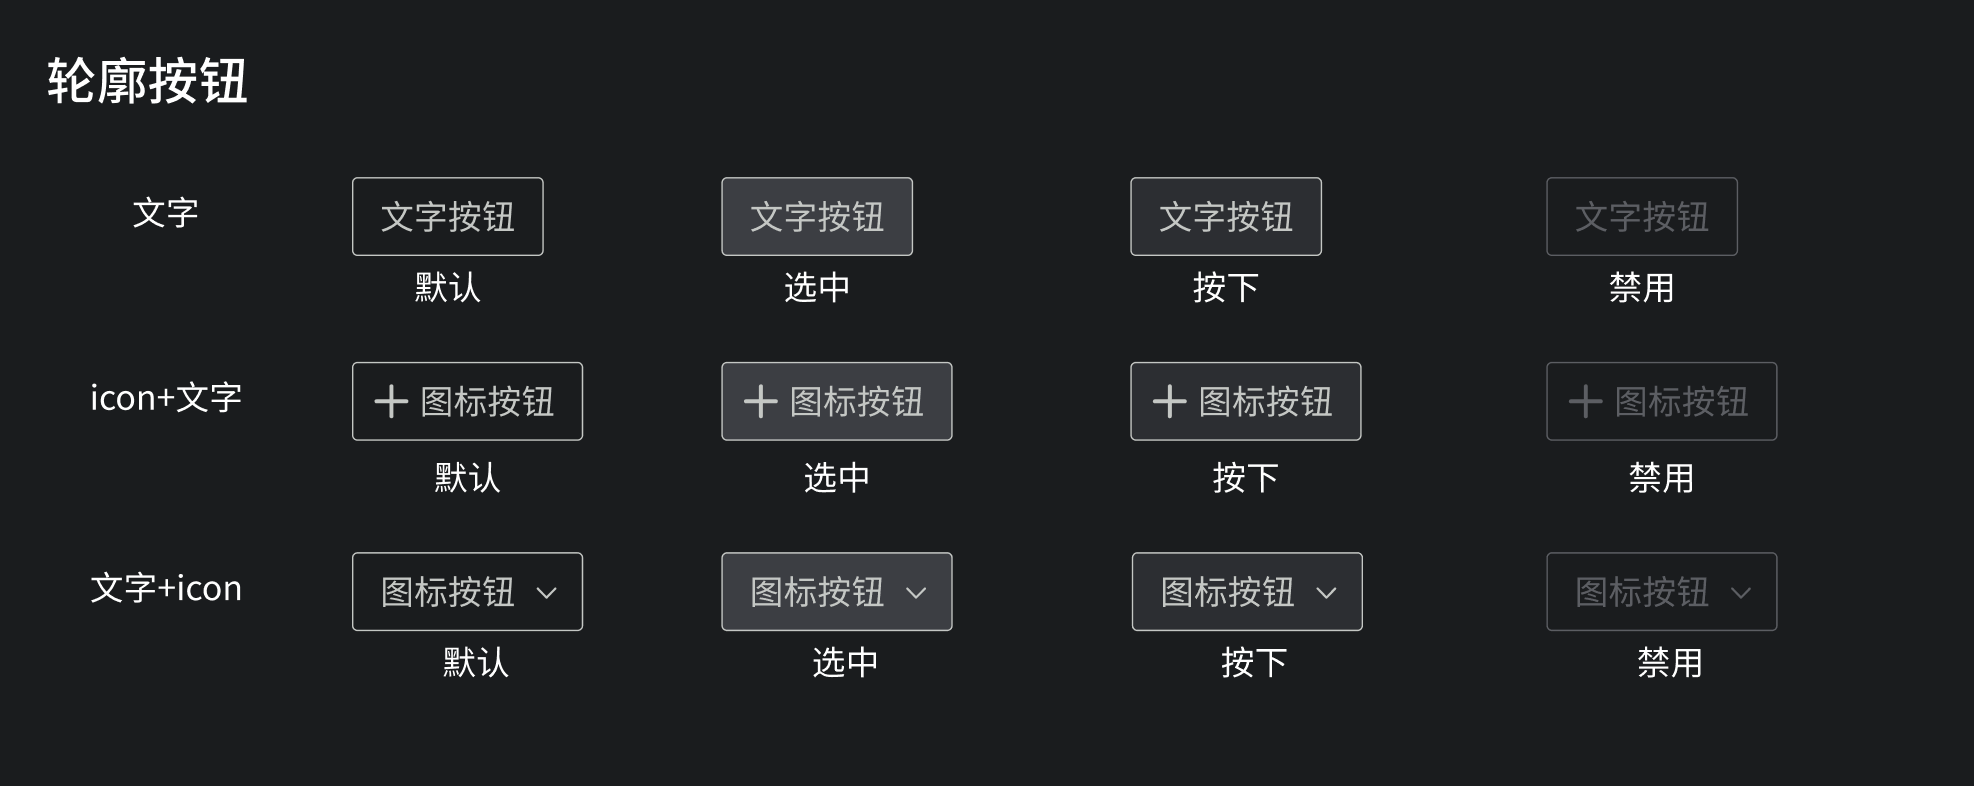 轮廓按钮
文字 文字按钮 文字按钮 文字按钮 文字按钮
默认 选中 按下 禁用
icon+文字 图标按钮 图标按钮 图标按钮 图标按钮
默认 选中 按下 禁用
文字+icon 图标按钮 图标按钮 图标按钮 图标按钮
默认 选中 按下 禁用